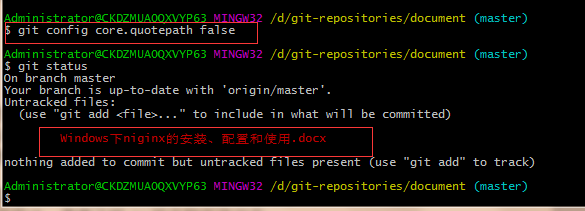 Administrator@CKDZMUAOQXVYP63 MINGW32 /d/git-repositories/document (master)
$ git config core.quotepath false
Administrator@CKDZMUAOQXVYP63 MINGW32 /d/git-repositories/document (master)
$ git status
On branch master
Your branch is up-to-date with 'origin/master'.
Untracked files:
(use "git add <file>..." to include in what will be committed)
Windows下niginx的安装、配置和使用.docx
nothing added to commit but untracked files present (use "git add" to track)
Administrator@CKDZMUAOQXVYP63 MINGW32 /d/git-repositories/document (master)
$